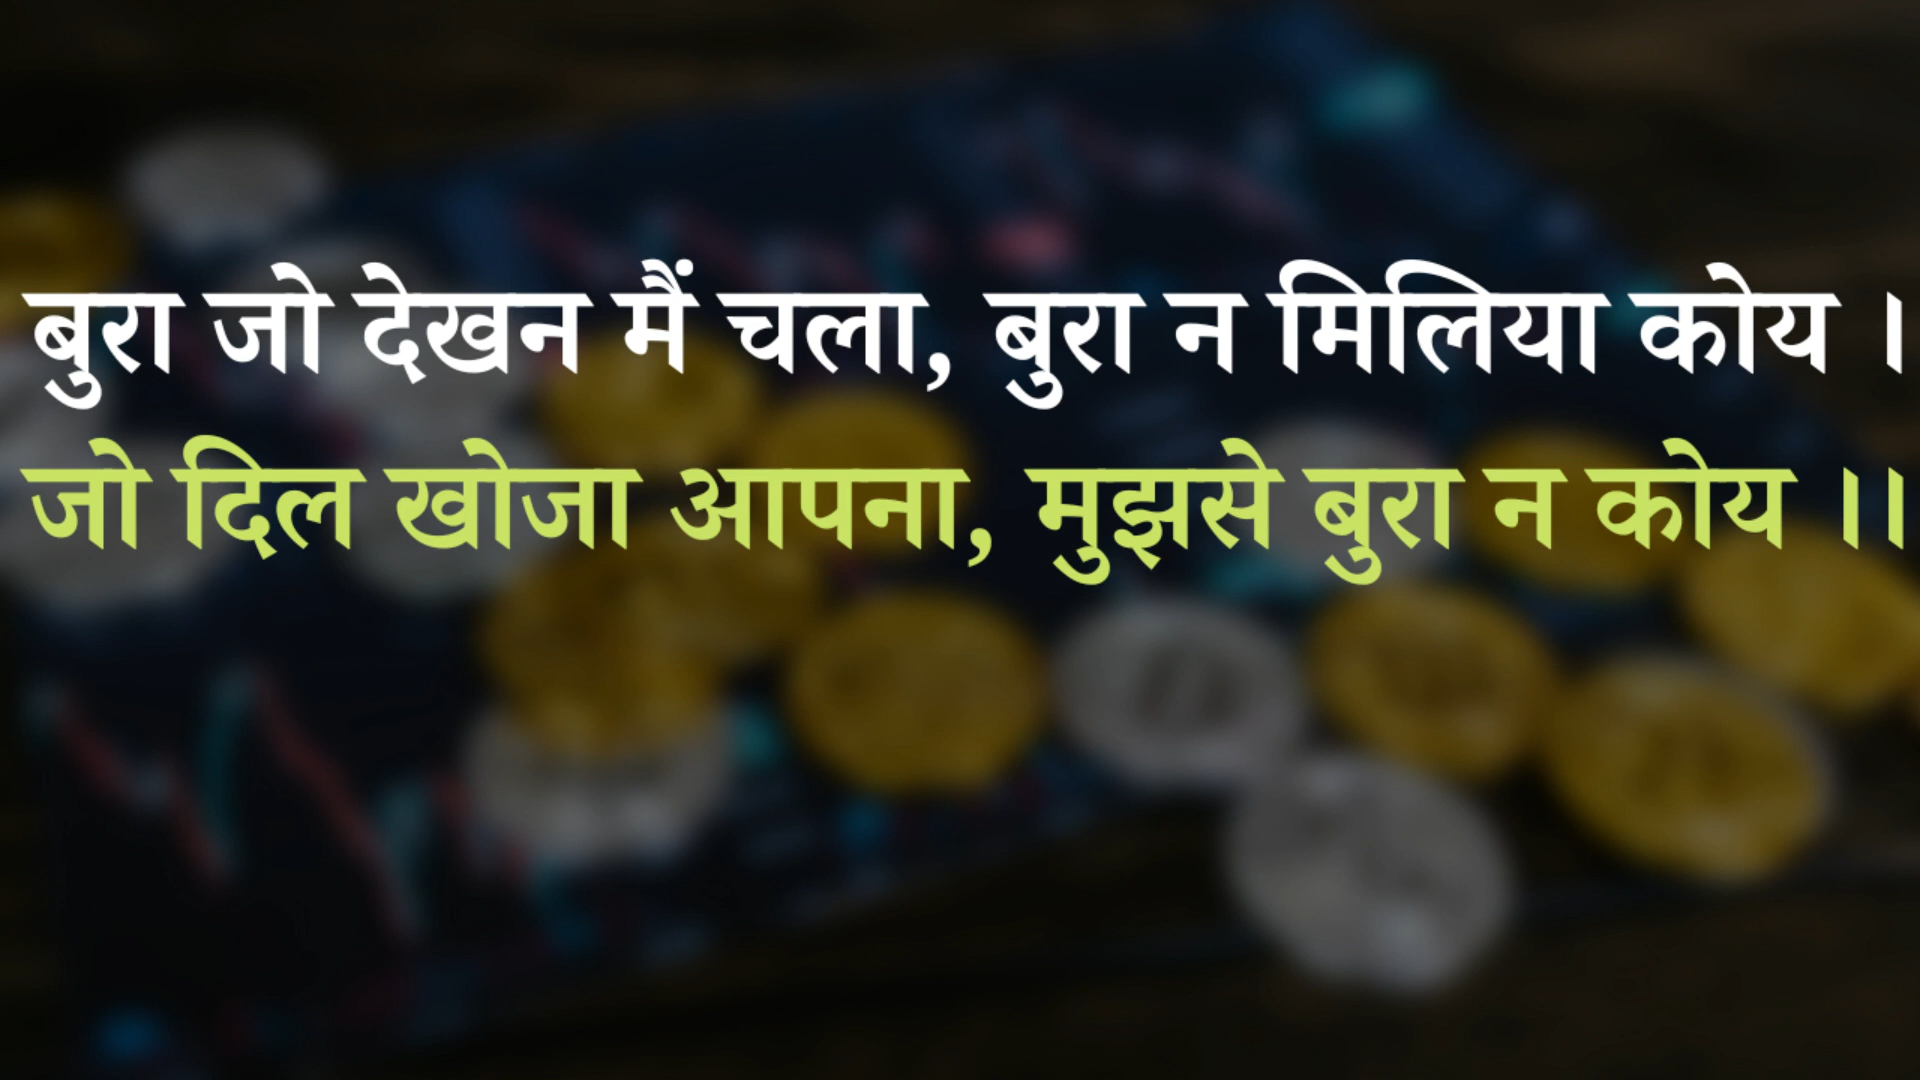 बुरा जो देखन मैं चला, बुरा न मिलिया कोय ।
जो दिल खोजा आपना, मुझसे बुरा न कोय ।।